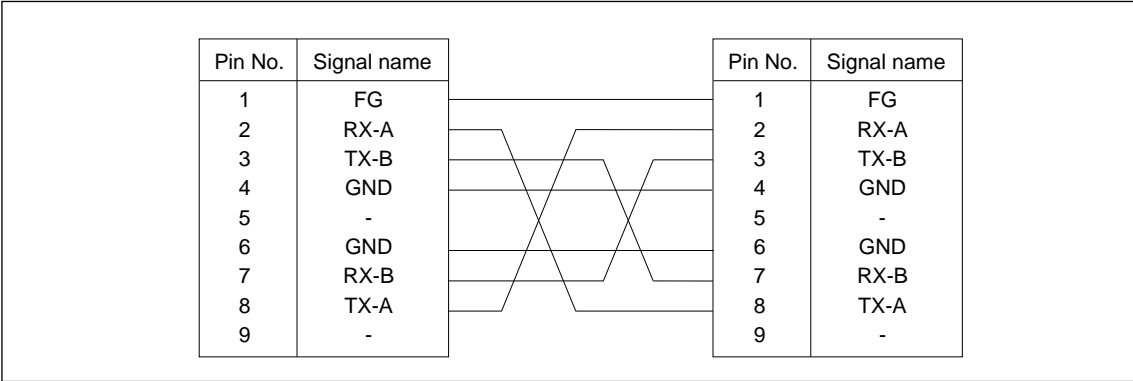 Pin No. Signal name Pin No. Signal name
1 FG 1 FG
2 RX-A 2 RX-A
3 TX-B 3 TX-B
4 GND 4 GND
5 - 5 -
6 GND 6 GND
7 RX-B 7 RX-B
8 TX-A 8 TX-A
9 - 9 -